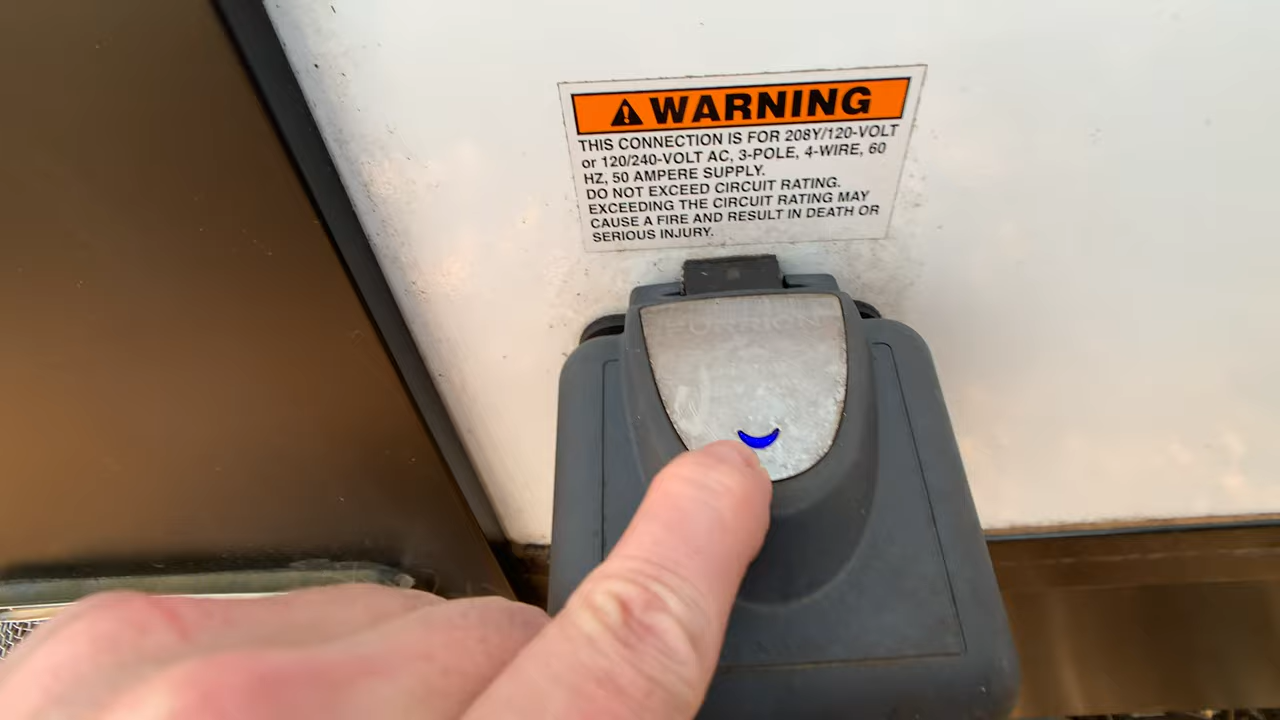 WARNING
THIS CONNECTION IS FOR 208Y/120-VOLT
or 120/240-VOLT AC, 3-POLE, 4-WIRE, 60
HZ, 50 AMPERE SUPPLY.
DO NOT EXCEED CIRCUIT RATING.
EXCEEDING THE CIRCUIT RATING MAY
CAUSE A FIRE AND RESULT IN DEATH OR
SERIOUS INJURY.
FURRION